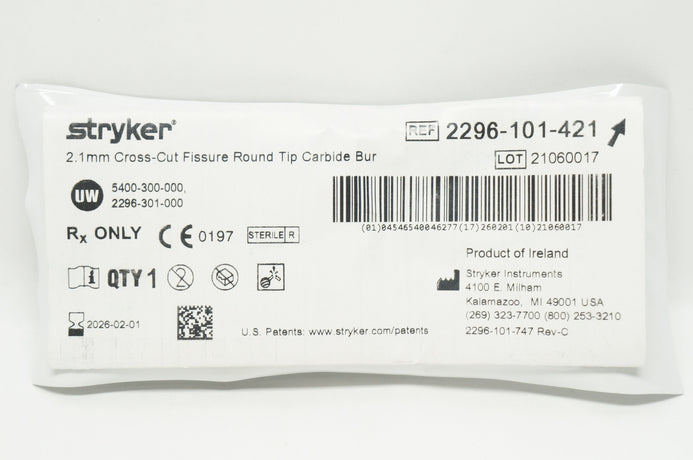 stryker®
REF 2296-101-421
2.1mm Cross-Cut Fissure Round Tip Carbide Bur
LOT 21060017
UW 5400-300-000,
2296-301-000
(01)04546540046277(17)260201(10)21060017
Rx ONLY CE 0197 STERILE R
Product of Ireland
QTY 1 2
Stryker Instruments
4100 E. Milham
Kalamazoo, MI 49001 USA
(269) 323-7700 (800) 253-3210
2026-02-01
U.S. Patents: www.stryker.com/patents
2296-101-747 Rev-C